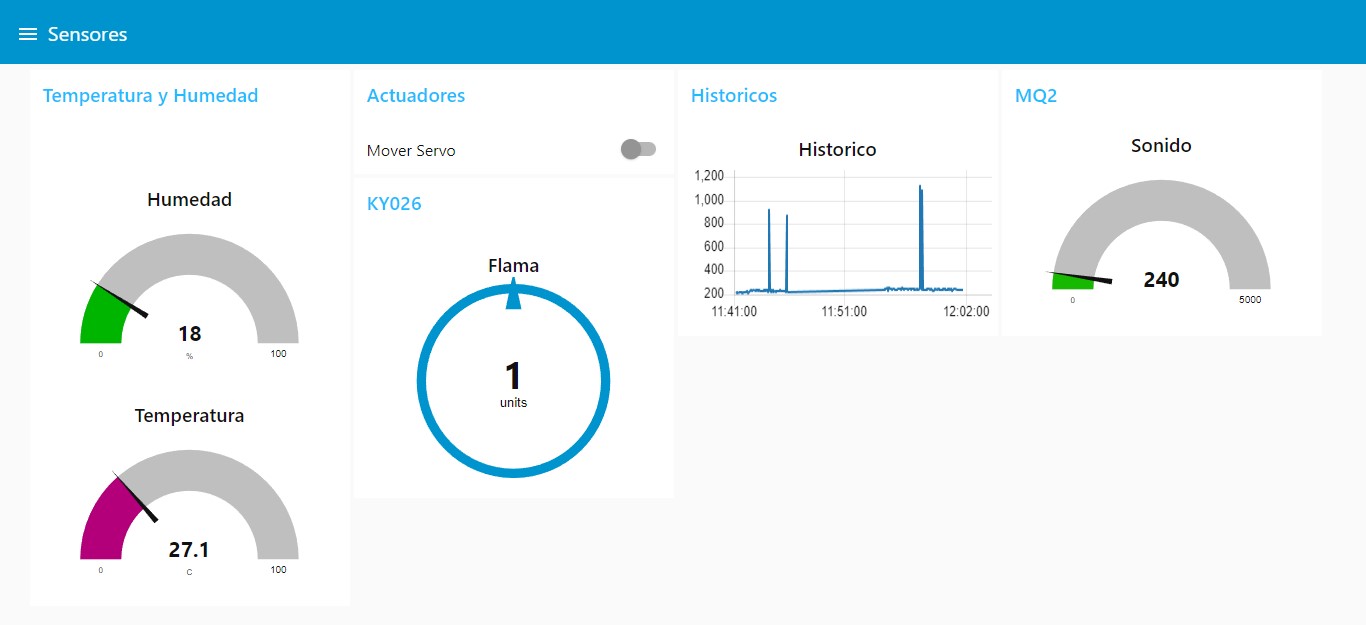 Sensores
Temperatura y Humedad
Humedad
18
%
0
100
Temperatura
27.1
C
0
100
Actuadores
Mover Servo
KY026
Flama
1
units
Historicos
Historico
1,200
1,000
800
600
400
200
11:41:00
11:51:00
12:02:00
MQ2
Sonido
240
0
5000